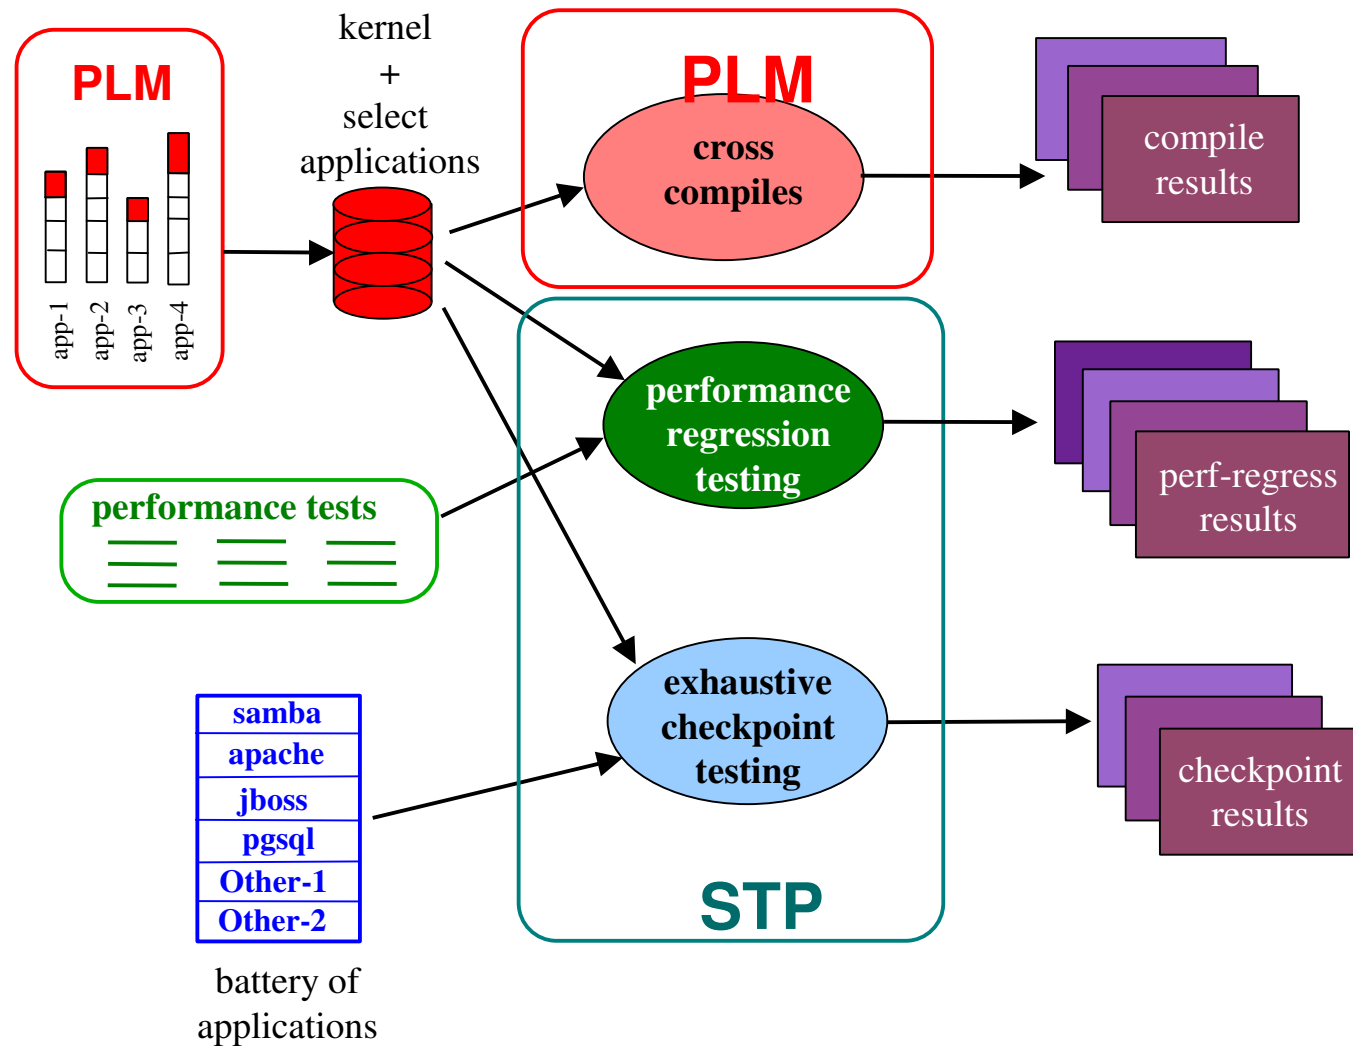 PLM
app-1
app-2
app-3
app-4
kernel
+
select
applications
PLM
cross
compiles
compile
results
performance tests
performance
regression
testing
perf-regress
results
samba
apache
jboss
pgsql
Other-1
Other-2
battery of
applications
exhaustive
checkpoint
testing
STP
checkpoint
results